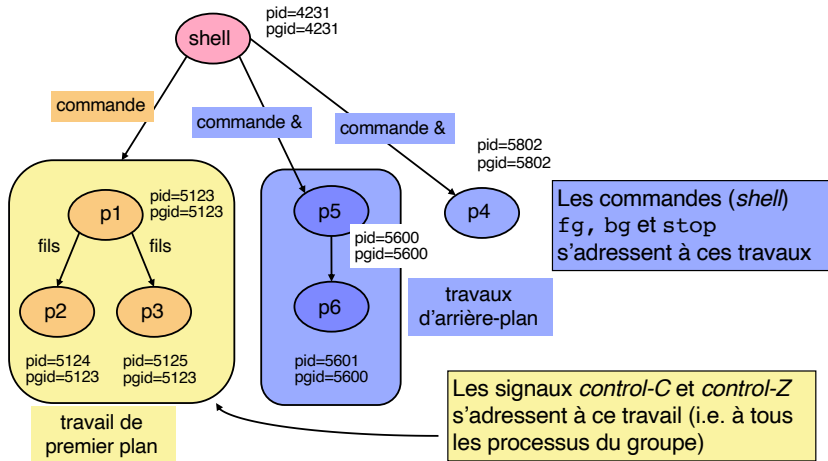 pid=4231
pgid=4231
shell
commande
commande &
commande &
pid=5802
pgid=5802
p1
pid=5123
pgid=5123
fils
fils
p2
p3
pid=5124
pgid=5123
pid=5125
pgid=5123
travail de
premier plan
p5
pid=5600
pgid=5600
p6
pid=5601
pgid=5600
p4
travaux
d'arrière-plan
Les commandes (shell)
fg, bg et stop
s'adressent à ces travaux
Les signaux control-C et control-Z
s'adressent à ce travail (i.e. à tous
les processus du groupe)